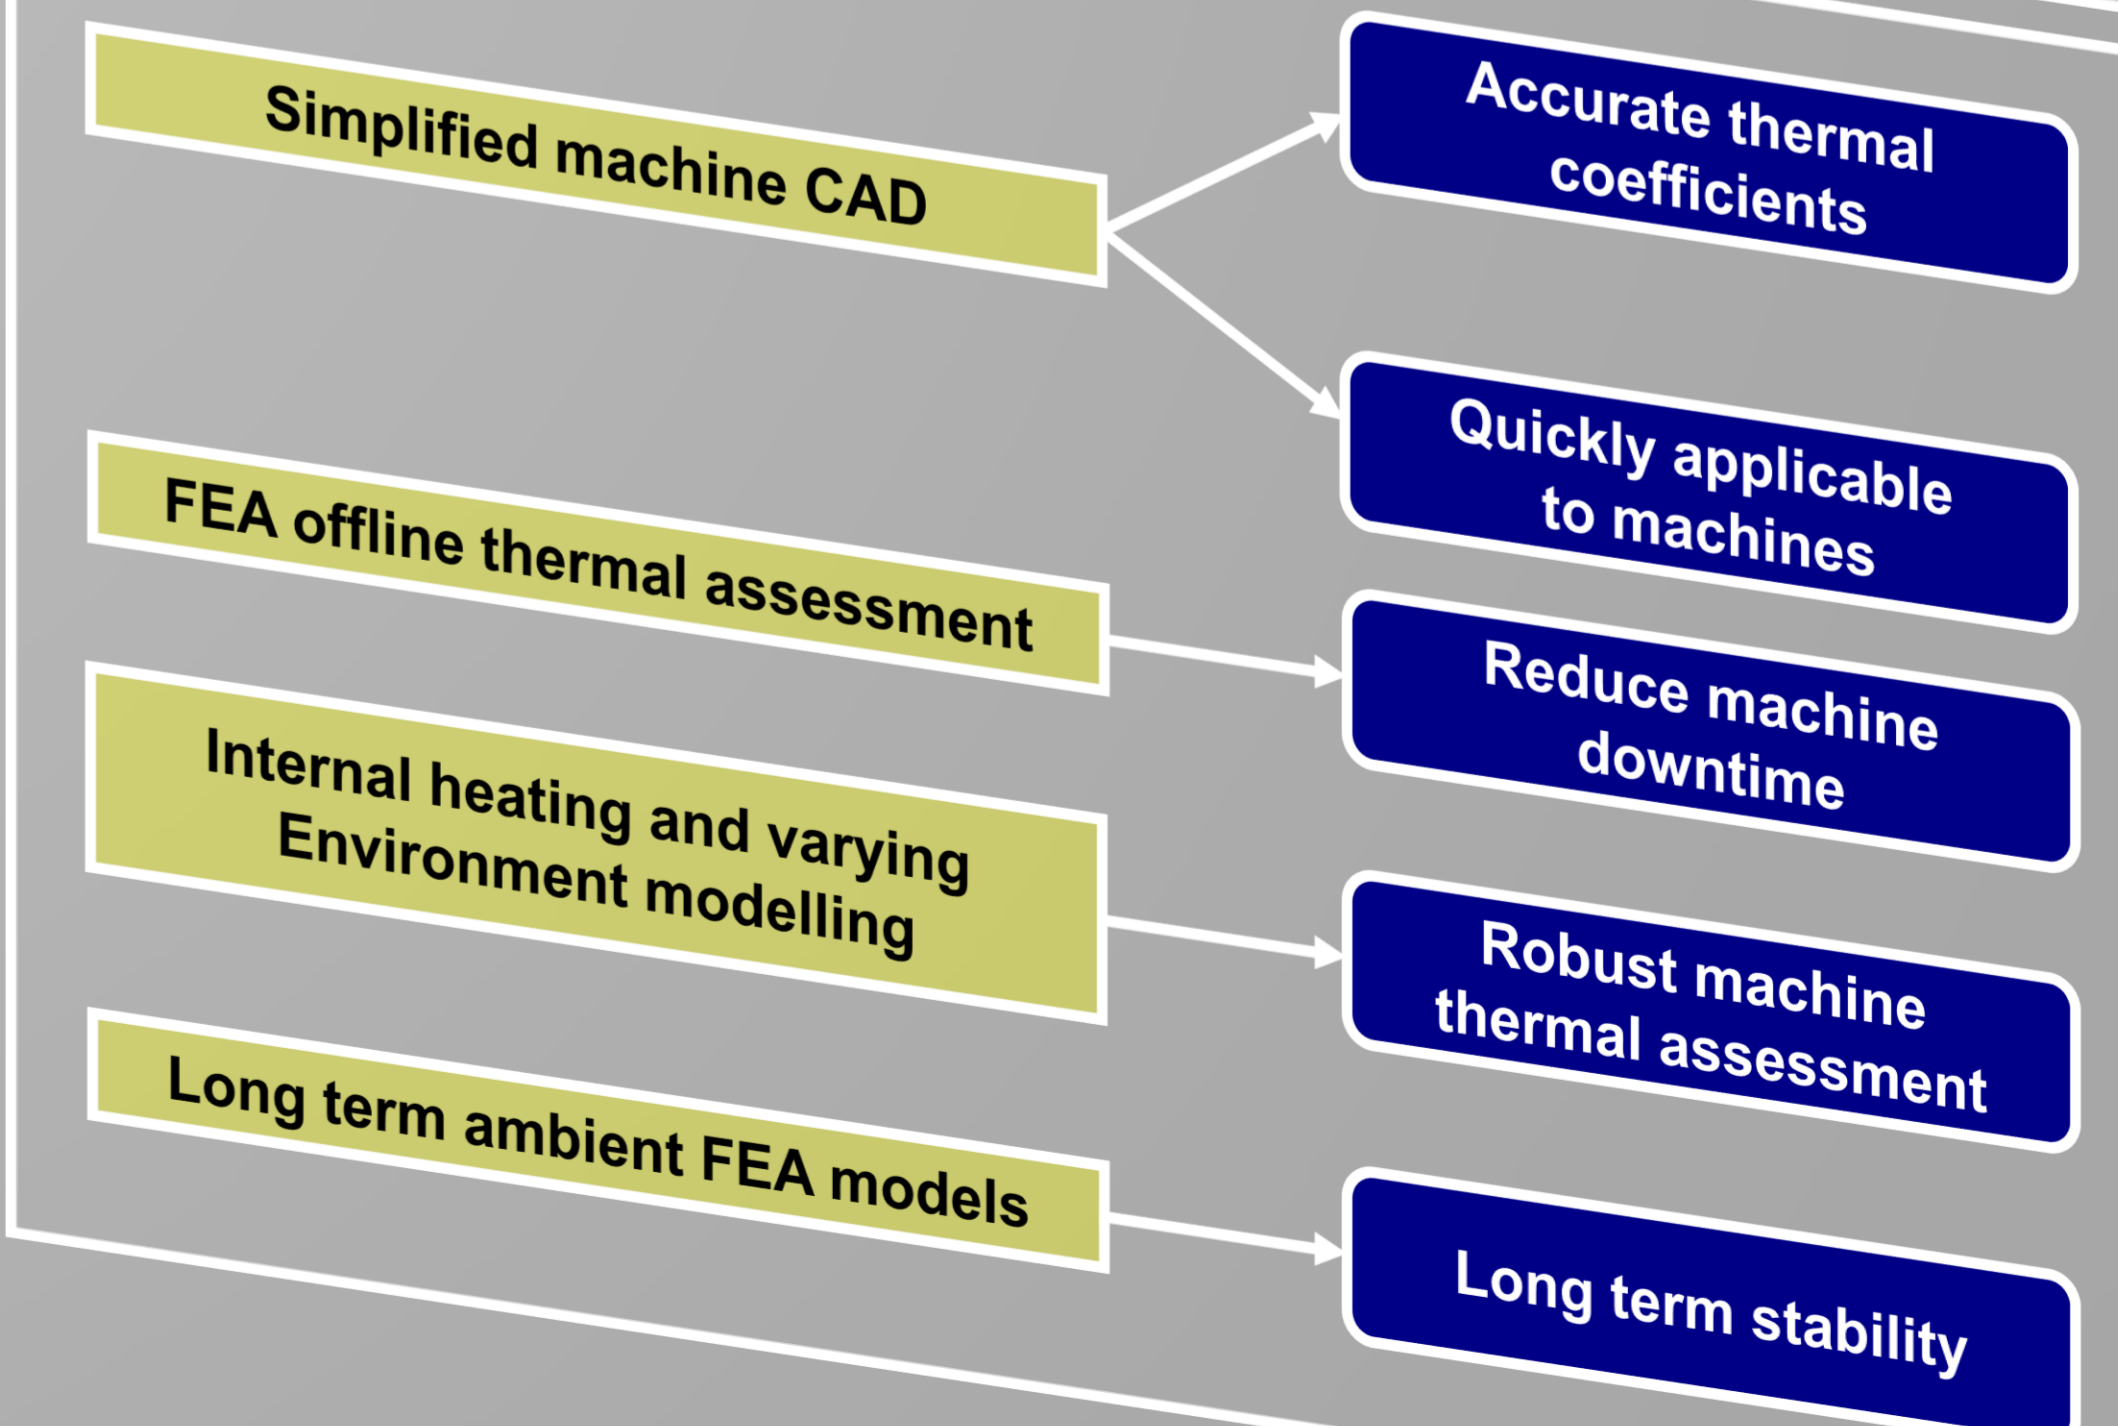 Simplified machine CAD
Accurate thermal
coefficients
Quickly applicable
to machines
FEA offline thermal assessment
Reduce machine
downtime
Internal heating and varying
Environment modelling
Robust machine
thermal assessment
Long term ambient FEA models
Long term stability